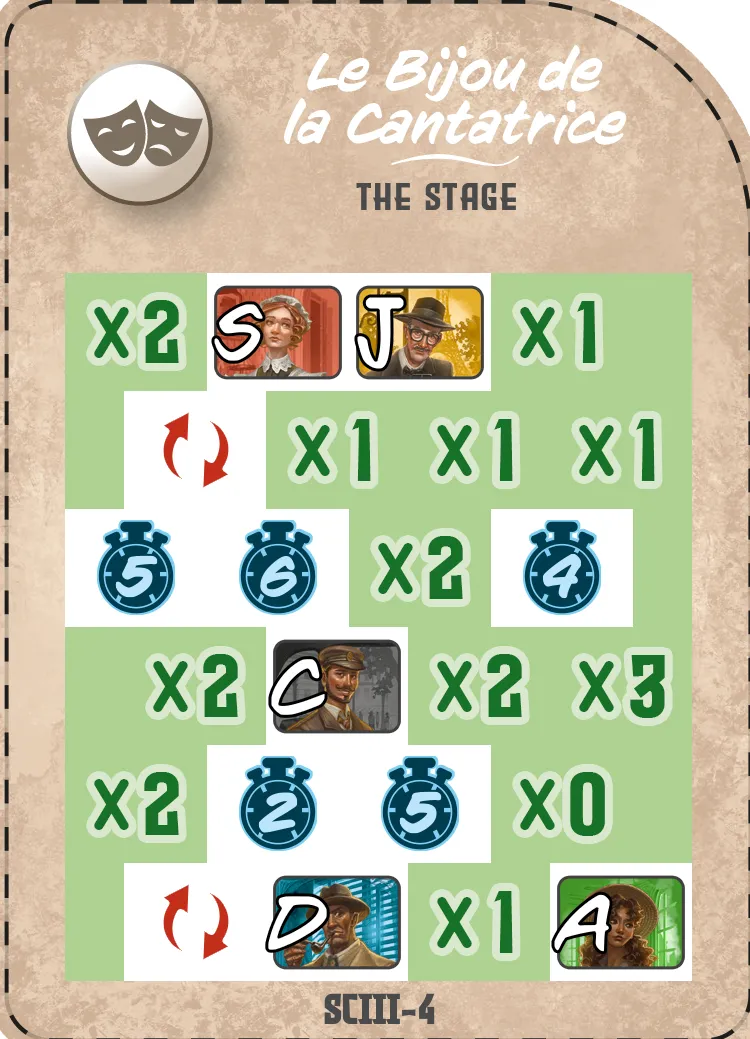 Le Bijou de
la Cantatrice
THE STAGE
X2 S J X1
X1 X1 X1
5 6 X2 4
X2 C X2 X3
X2 2 5 X0
D X1 A
SCIII-4